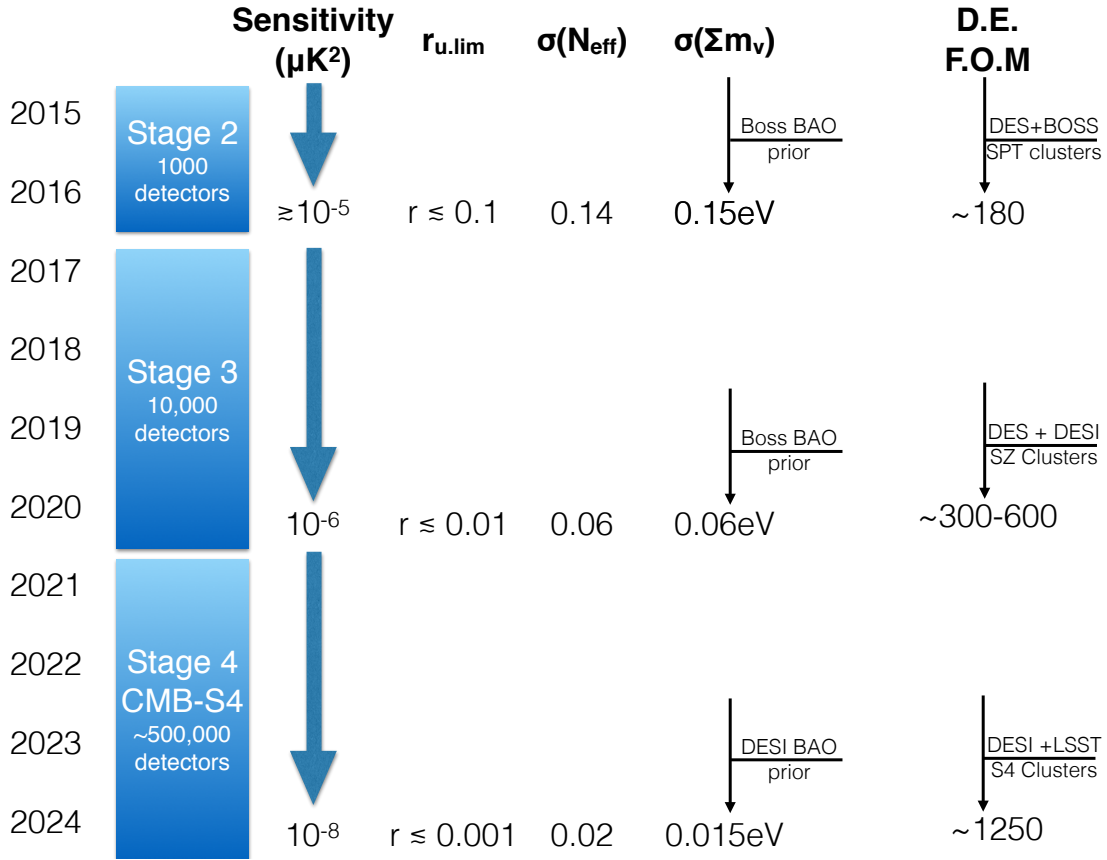 Sensitivity
(µK²) r_u.lim σ(N_eff) σ(Σm_ν) D.E.
F.O.M
2015
Stage 2
1000
detectors
Boss BAO
prior
DES+BOSS
SPT clusters
2016
≳10⁻⁵ r ≲ 0.1 0.14 0.15eV ~180
2017
2018
Stage 3
10,000
detectors
2019
Boss BAO
prior
DES + DESI
SZ Clusters
2020
10⁻⁶ r ≲ 0.01 0.06 0.06eV ~300-600
2021
2022
Stage 4
CMB-S4
~500,000
detectors
2023
DESI BAO
prior
DESI +LSST
S4 Clusters
2024
10⁻⁸ r ≲ 0.001 0.02 0.015eV ~1250